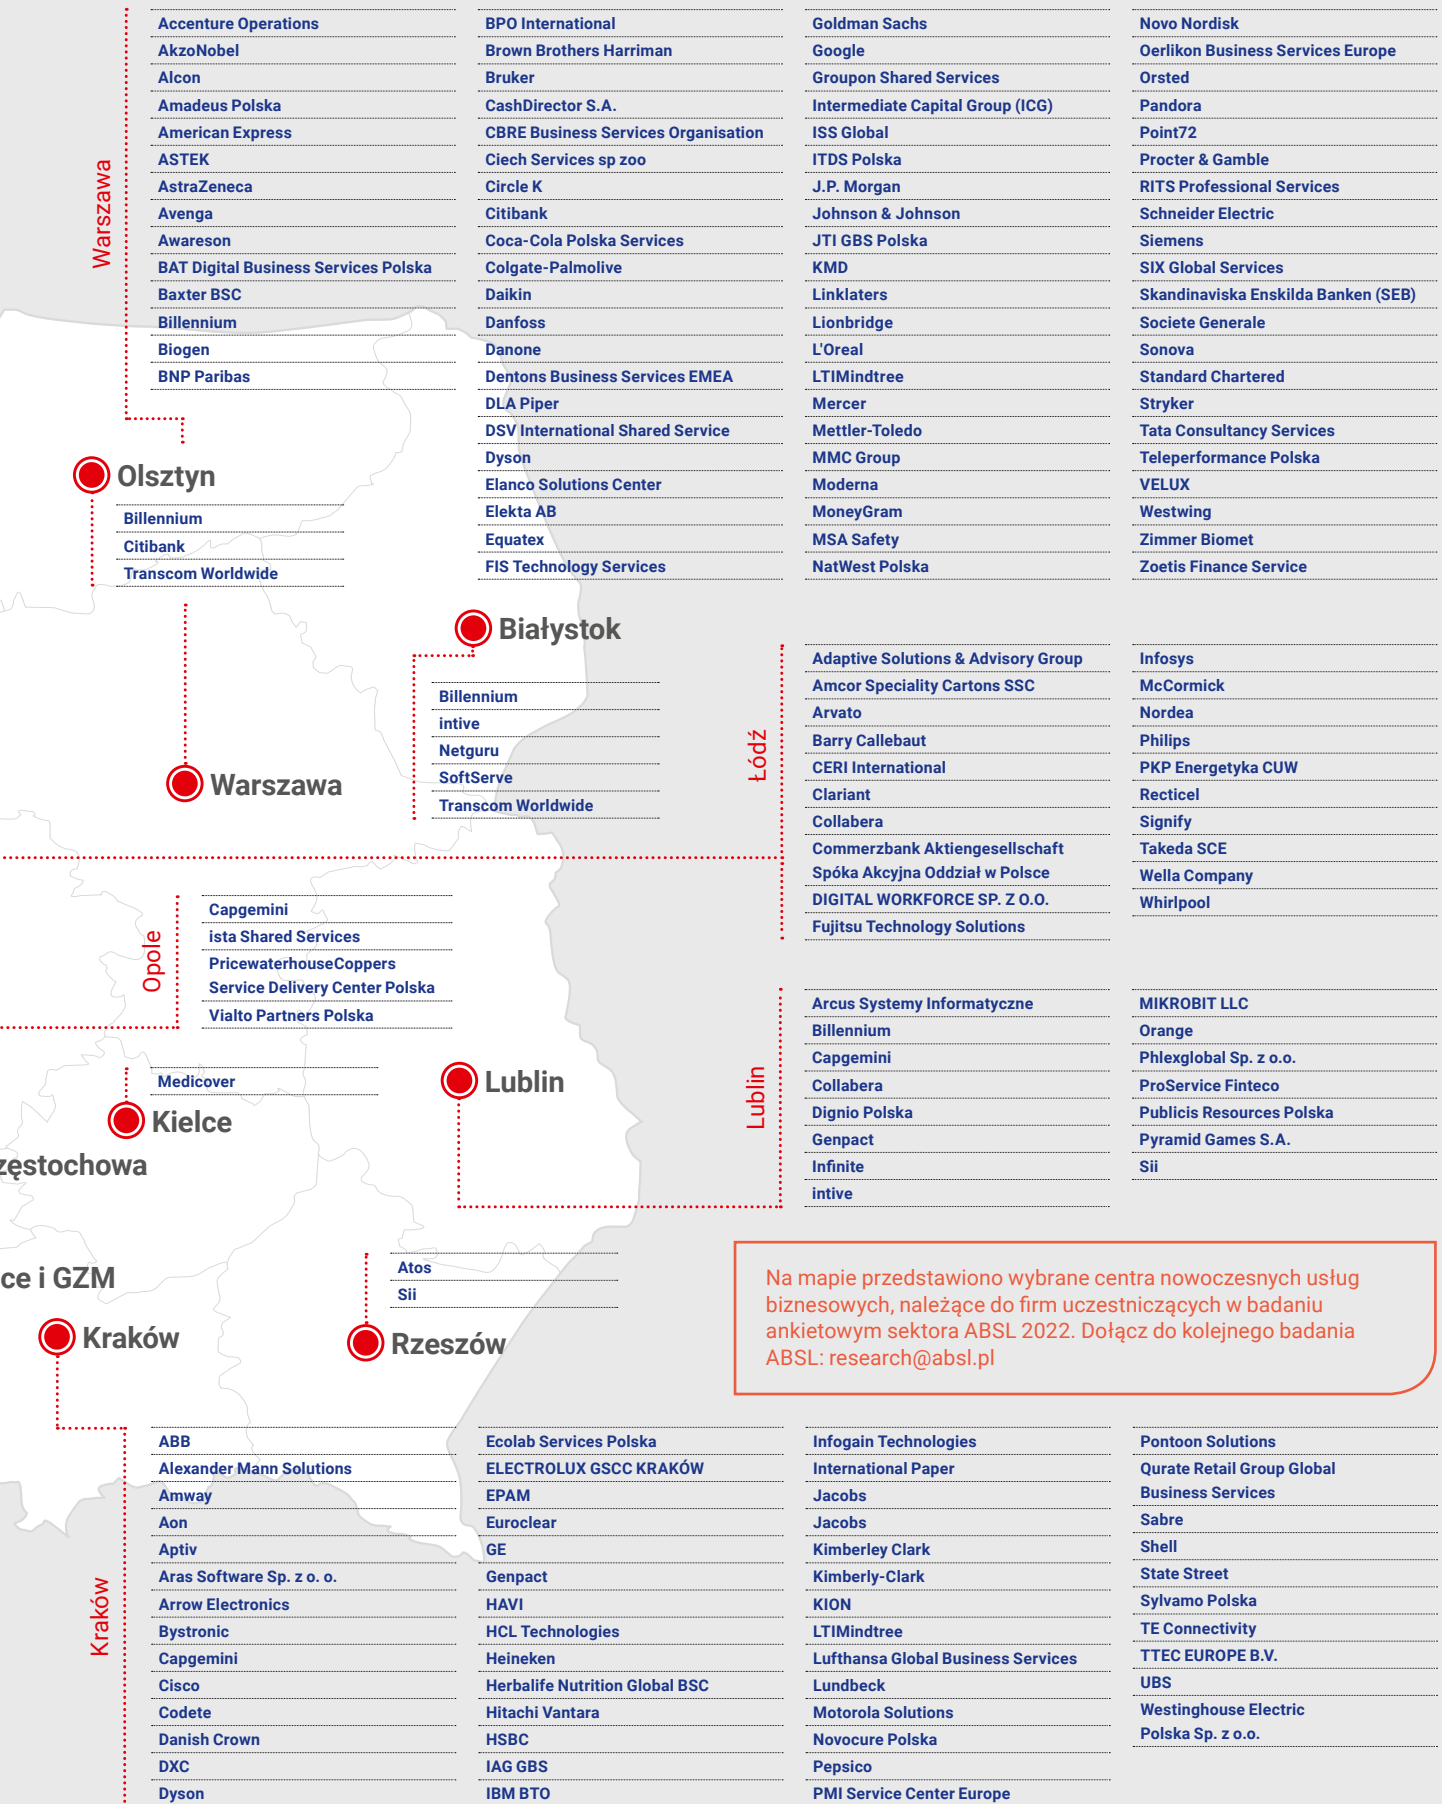 Warszawa
Accenture Operations
AkzoNobel
Alcon
Amadeus Polska
American Express
ASTEK
AstraZeneca
Avenga
Awareson
BAT Digital Business Services Polska
Baxter BSC
Billennium
Biogen
BNP Paribas
BPO International
Brown Brothers Harriman
Bruker
CashDirector S.A.
CBRE Business Services Organisation
Ciech Services sp zoo
Circle K
Citibank
Coca-Cola Polska Services
Colgate-Palmolive
Daikin
Danfoss
Danone
Dentons Business Services EMEA
DLA Piper
DSV International Shared Service
Dyson
Elanco Solutions Center
Elekta AB
Equatex
FIS Technology Services
Goldman Sachs
Google
Groupon Shared Services
Intermediate Capital Group (ICG)
ISS Global
ITDS Polska
J.P. Morgan
Johnson & Johnson
JTI GBS Polska
KMD
Linklaters
Lionbridge
L'Oreal
LTIMindtree
Mercer
Mettler-Toledo
MMC Group
Moderna
MoneyGram
MSA Safety
NatWest Polska
Novo Nordisk
Oerlikon Business Services Europe
Orsted
Pandora
Point72
Procter & Gamble
RITS Professional Services
Schneider Electric
Siemens
SIX Global Services
Skandinaviska Enskilda Banken (SEB)
Societe Generale
Sonova
Standard Chartered
Stryker
Tata Consultancy Services
Teleperformance Polska
VELUX
Westwing
Zimmer Biomet
Zoetis Finance Service
Olsztyn
Billennium
Citibank
Transcom Worldwide
Białystok
Billennium
intive
Netguru
SoftServe
Transcom Worldwide
Warszawa
Łódź
Adaptive Solutions & Advisory Group
Amcor Speciality Cartons SSC
Arvato
Barry Callebaut
CERI International
Clariant
Collabera
Commerzbank Aktiengesellschaft
Spóka Akcyjna Oddział w Polsce
DIGITAL WORKFORCE SP. Z O.O.
Fujitsu Technology Solutions
Infosys
McCormick
Nordea
Philips
PKP Energetyka CUW
Recticel
Signify
Takeda SCE
Wella Company
Whirlpool
Opole
Capgemini
ista Shared Services
PricewaterhouseCoppers
Service Delivery Center Polska
Vialto Partners Polska
Medicover
Kielce
zęstochowa
Lublin
Lublin
Arcus Systemy Informatyczne
Billennium
Capgemini
Collabera
Dignio Polska
Genpact
Infinite
intive
MIKROBIT LLC
Orange
Phlexglobal Sp. z o.o.
ProService Finteco
Publicis Resources Polska
Pyramid Games S.A.
Sii
Atos
Sii
Rzeszów
ce i GZM
Kraków
Na mapie przedstawiono wybrane centra nowoczesnych usług
biznesowych, należące do firm uczestniczących w badaniu
ankietowym sektora ABSL 2022. Dołącz do kolejnego badania
ABSL: research@absl.pl
Kraków
ABB
Alexander Mann Solutions
Amway
Aon
Aptiv
Aras Software Sp. z o. o.
Arrow Electronics
Bystronic
Capgemini
Cisco
Codete
Danish Crown
DXC
Dyson
Ecolab Services Polska
ELECTROLUX GSCC KRAKÓW
EPAM
Euroclear
GE
Genpact
HAVI
HCL Technologies
Heineken
Herbalife Nutrition Global BSC
Hitachi Vantara
HSBC
IAG GBS
IBM BTO
Infogain Technologies
International Paper
Jacobs
Jacobs
Kimberley Clark
Kimberly-Clark
KION
LTIMindtree
Lufthansa Global Business Services
Lundbeck
Motorola Solutions
Novocure Polska
Pepsico
PMI Service Center Europe
Pontoon Solutions
Qurate Retail Group Global
Business Services
Sabre
Shell
State Street
Sylvamo Polska
TE Connectivity
TTEC EUROPE B.V.
UBS
Westinghouse Electric
Polska Sp. z o.o.